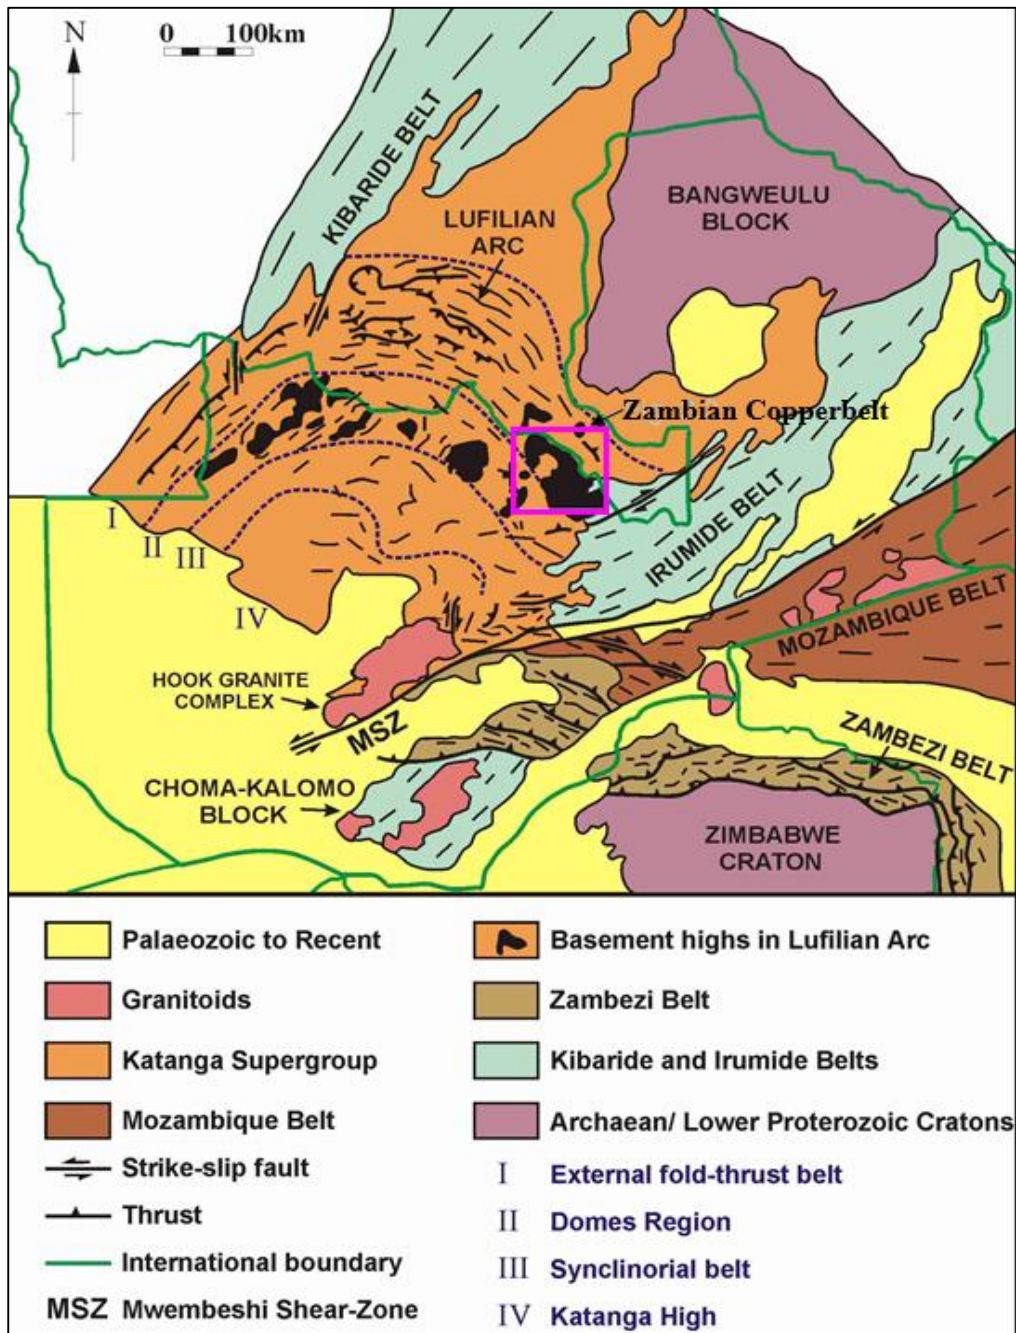 N
0 100km
KIBARIDE BELT
LUFILIAN
ARC
BANGWEULU
BLOCK
Zambian Copperbelt
IRUMIDE BELT
I
II
III
IV
MOZAMBIQUE BELT
HOOK GRANITE
COMPLEX
MSZ
ZAMBEZI BELT
CHOMA-KALOMO
BLOCK
ZIMBABWE
CRATON
Palaeozoic to Recent
Granitoids
Katanga Supergroup
Mozambique Belt
Strike-slip fault
Thrust
International boundary
MSZ Mwembeshi Shear-Zone
Basement highs in Lufilian Arc
Zambezi Belt
Kibaride and Irumide Belts
Archaean/ Lower Proterozoic Cratons
I External fold-thrust belt
II Domes Region
III Synclinorial belt
IV Katanga High